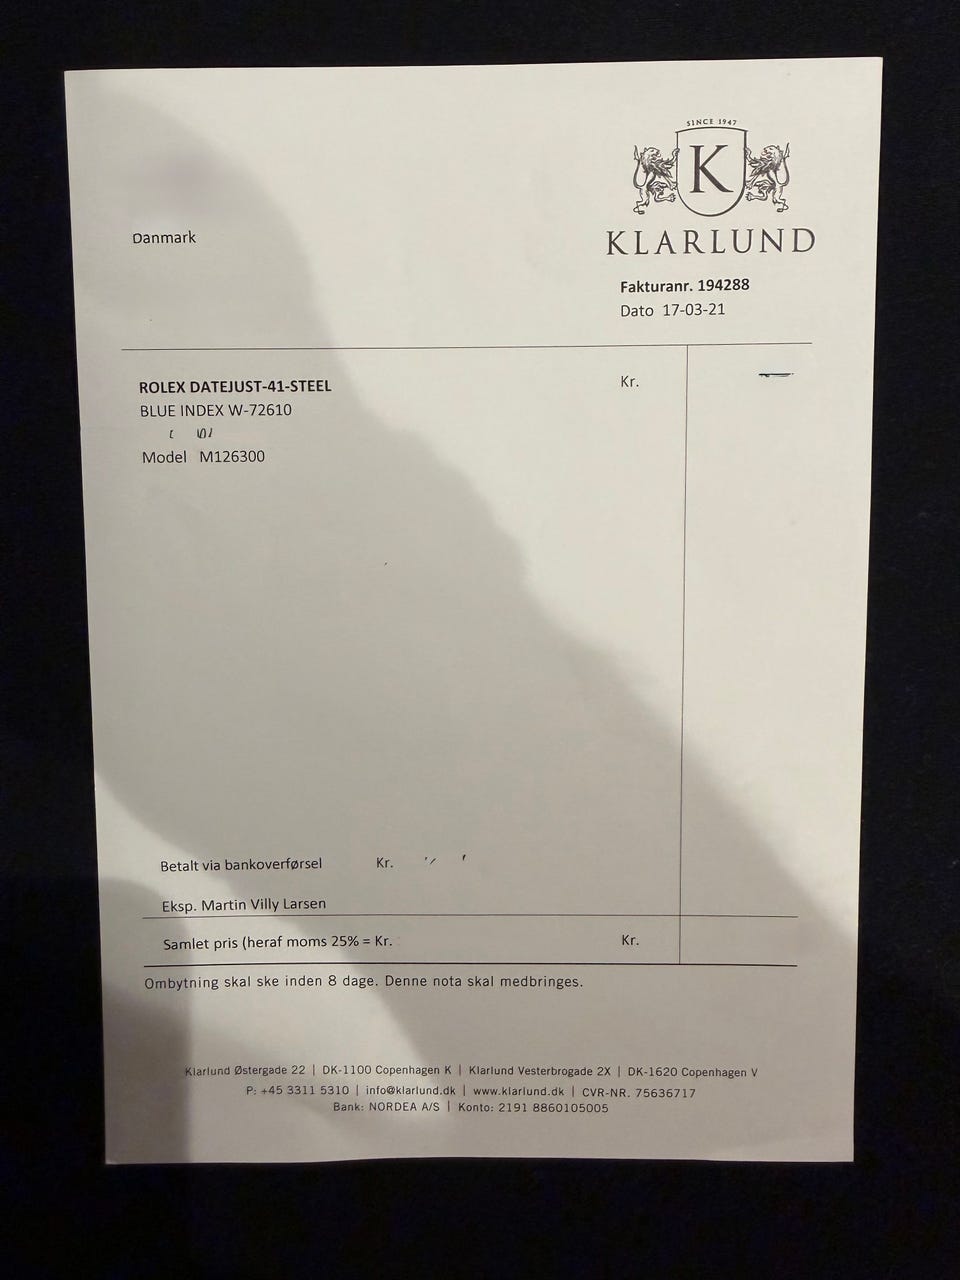 SINCE 1947
K
KLARLUND
Danmark
Fakturanr. 194288
Dato 17-03-21
ROLEX DATEJUST-41-STEEL
Kr.
BLUE INDEX W-72610
Model M126300
Betalt via bankoverførsel Kr.
Eksp. Martin Villy Larsen
Samlet pris (heraf moms 25% = Kr.
Kr.
Ombytning skal ske inden 8 dage. Denne nota skal medbringes.
Klarlund Østergade 22 | DK-1100 Copenhagen K | Klarlund Vesterbrogade 2X | DK-1620 Copenhagen V
P: +45 3311 5310 | info@klarlund.dk | www.klarlund.dk | CVR-NR. 75636717
Bank: NORDEA A/S | Konto: 2191 8860105005